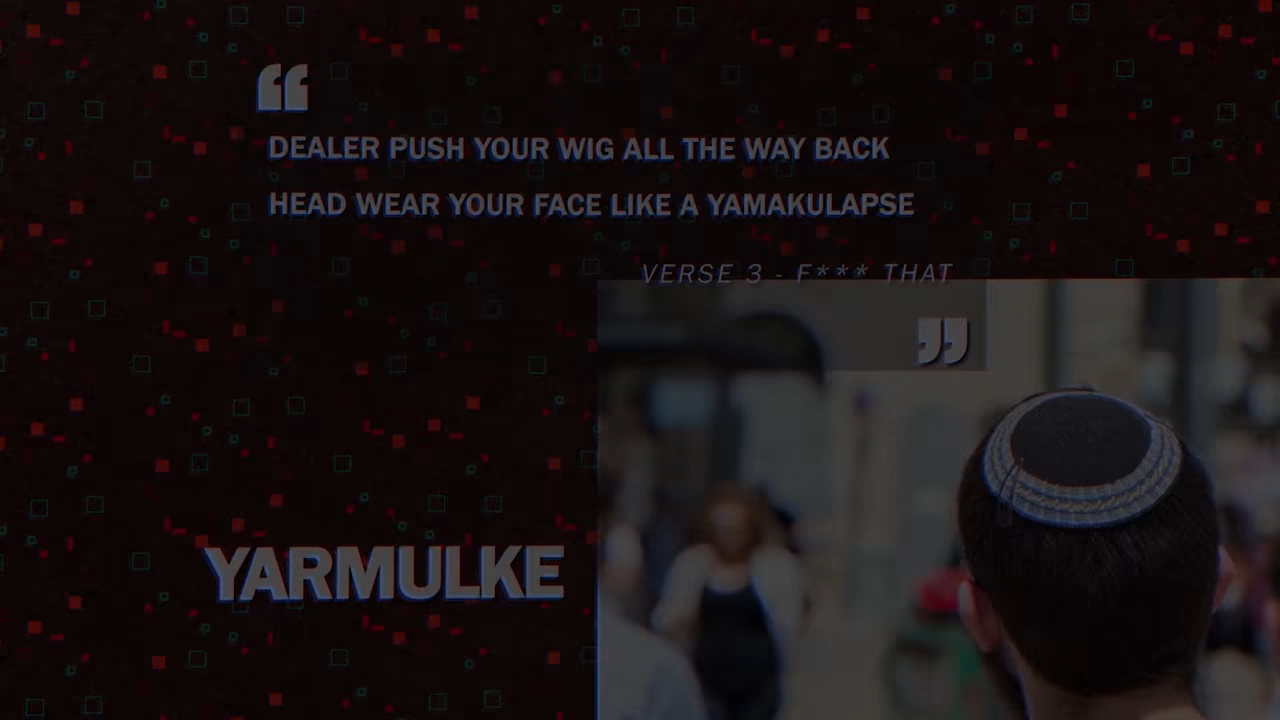 “
DEALER PUSH YOUR WIG ALL THE WAY BACK
HEAD WEAR YOUR FACE LIKE A YAMAKULAPSE
VERSE 3 - F*** THAT
”
YARMULKE